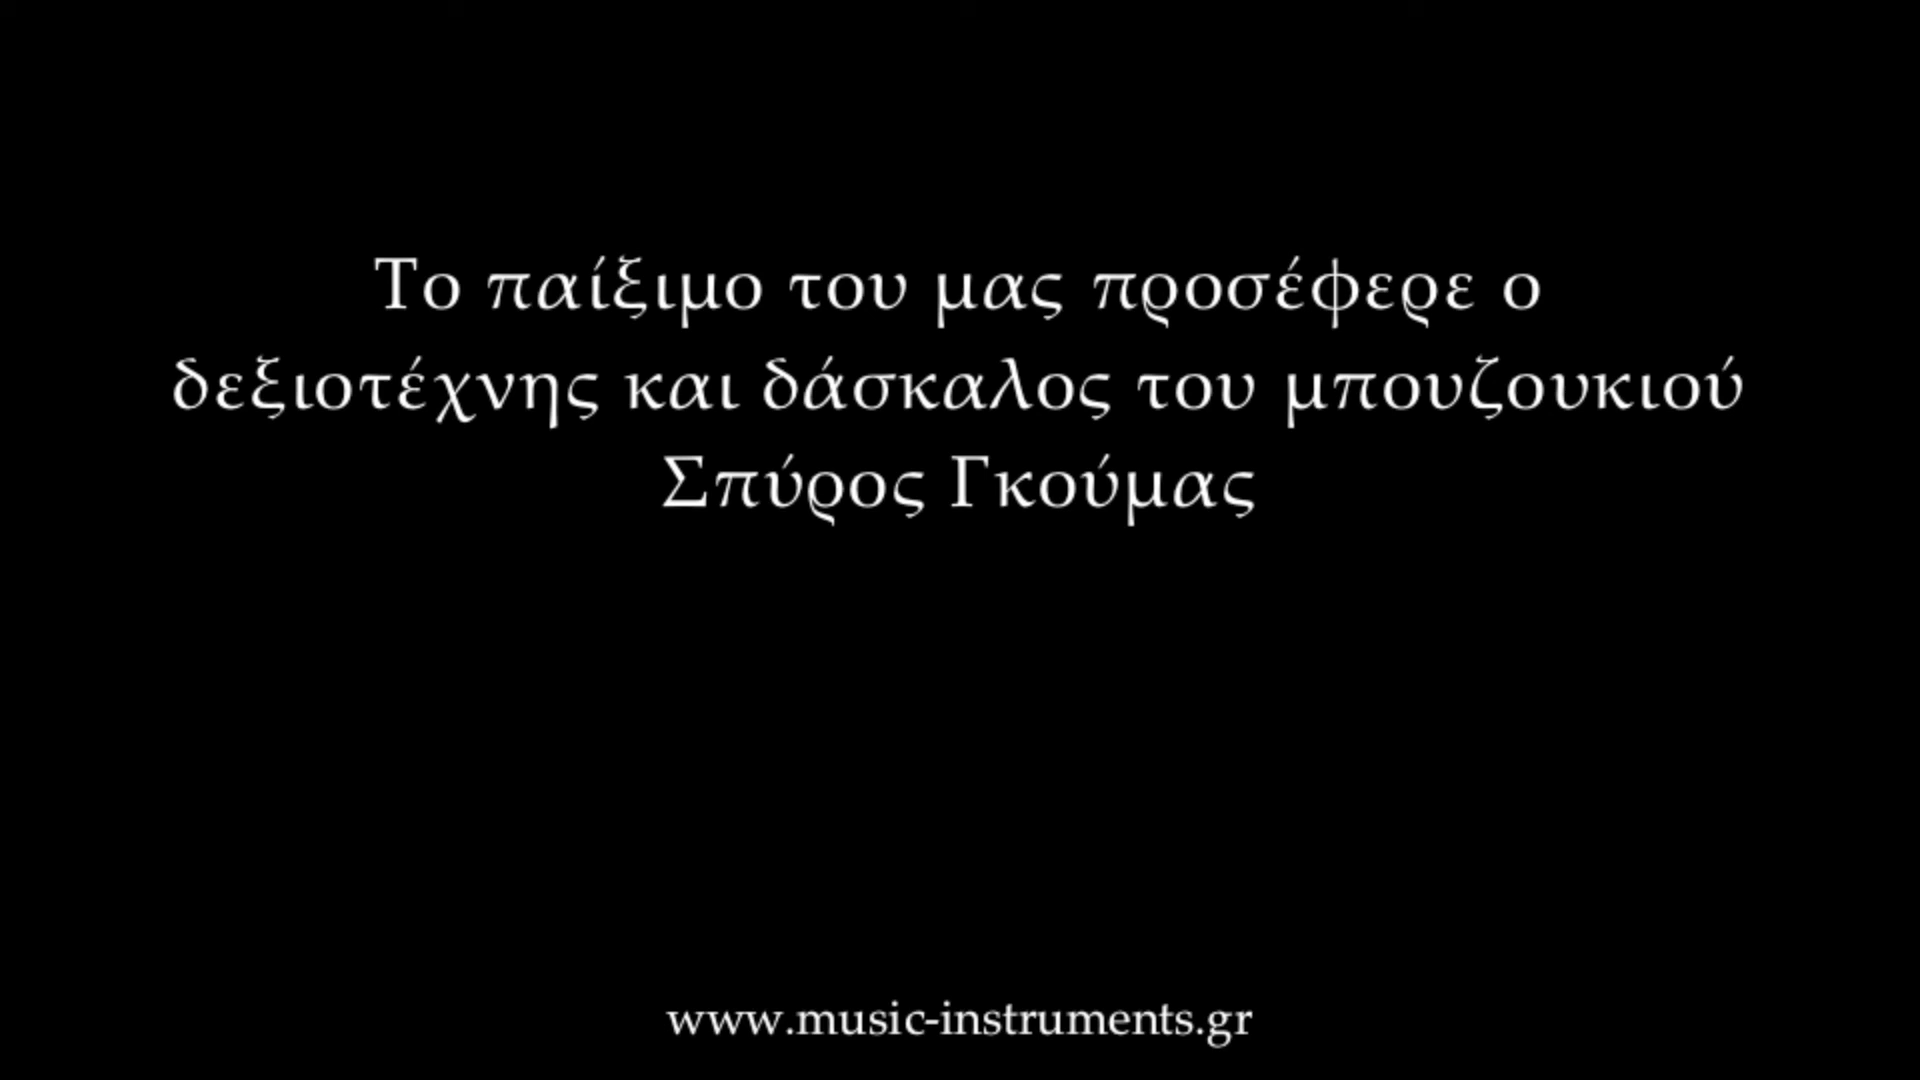 Το παίξιμο του μας προσέφερε ο
δεξιοτέχνης και δάσκαλος του μπουζουκιού
Σπύρος Γκούμας
www.music-instruments.gr